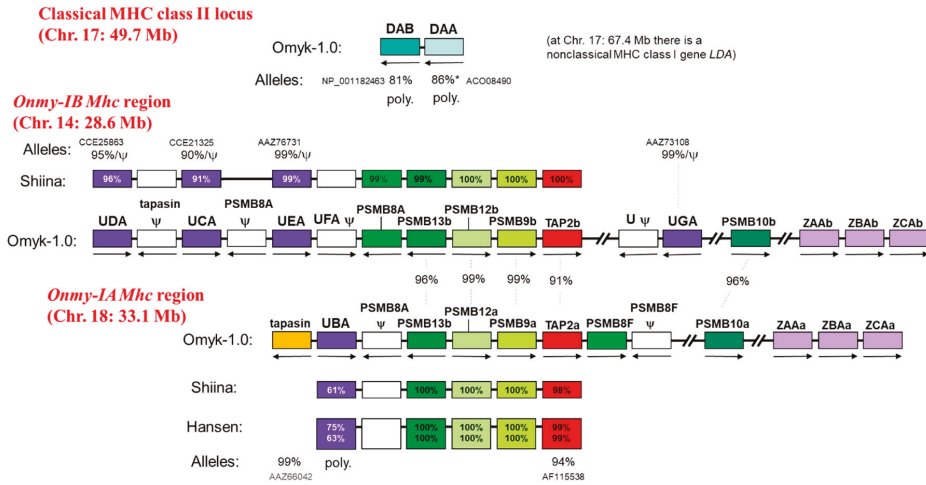 Classical MHC class II locus
(Chr. 17: 49.7 Mb)
DAB DAA
Omyk-1.0:
(at Chr. 17: 67.4 Mb there is a
nonclassical MHC class I gene LDA)
Alleles: NP_001182463 81% 86%* ACO08490
poly. poly.
Onmy-IB Mhc region
(Chr. 14: 28.6 Mb)
Alleles: CCE25863 CCE21325 AAZ76731 AAZ73108
95%/ψ 90%/ψ 99%/ψ 99%/ψ
Shiina: 96% 91% 99% 99% 99% 100% 100% 100%
tapasin PSMB8A PSMB8A PSMB12b
UDA ψ UCA ψ UEA UFA ψ PSMB13b PSMB9b TAP2b U ψ UGA PSMB10b ZAAb ZBAb ZCAb
Omyk-1.0:
96% 99% 99% 91% 96%
Onmy-IA Mhc region
(Chr. 18: 33.1 Mb)
PSMB8A PSMB12a PSMB8F
tapasin UBA ψ PSMB13b PSMB9a TAP2a PSMB8F ψ PSMB10a ZAAa ZBAa ZCAa
Omyk-1.0:
Shiina: 61% 100% 100% 100% 98%
Hansen: 75% 100% 100% 100% 99%
63% 100% 100% 100% 99%
Alleles: 99% poly. 94%
AAZ66042 AF115538